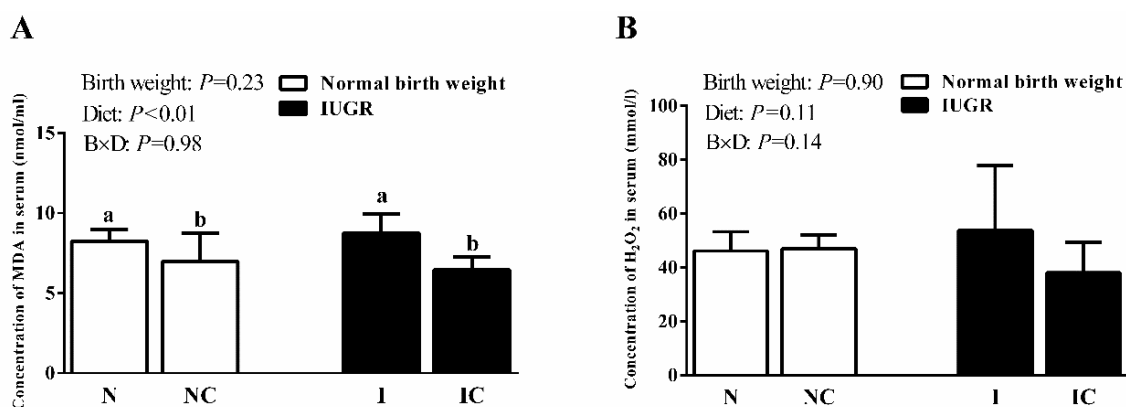 A
Birth weight: P=0.23
Diet: P<0.01
B×D: P=0.98
Normal birth weight
IUGR
Concentration of MDA in serum (nmol/ml)
15
10
5
0
a
b
a
b
N
NC
I
IC
B
Birth weight: P=0.90
Diet: P=0.11
B×D: P=0.14
Normal birth weight
IUGR
Concentration of H₂O₂ in serum (mmol/l)
100
80
60
40
20
0
N
NC
I
IC